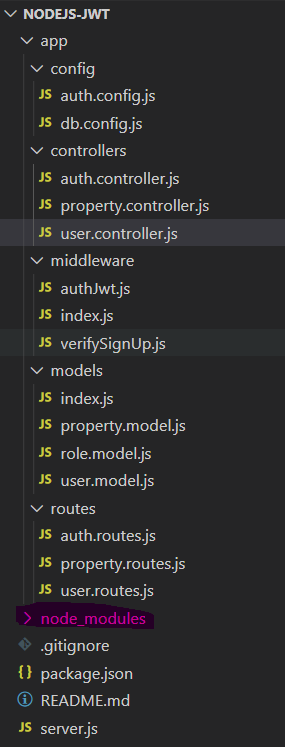 NODEJS-JWT
app
config
JS auth.config.js
JS db.config.js
controllers
JS auth.controller.js
JS property.controller.js
JS user.controller.js
middleware
JS authJwt.js
JS index.js
JS verifySignUp.js
models
JS index.js
JS property.model.js
JS role.model.js
JS user.model.js
routes
JS auth.routes.js
JS property.routes.js
JS user.routes.js
node_modules
.gitignore
{} package.json
README.md
JS server.js